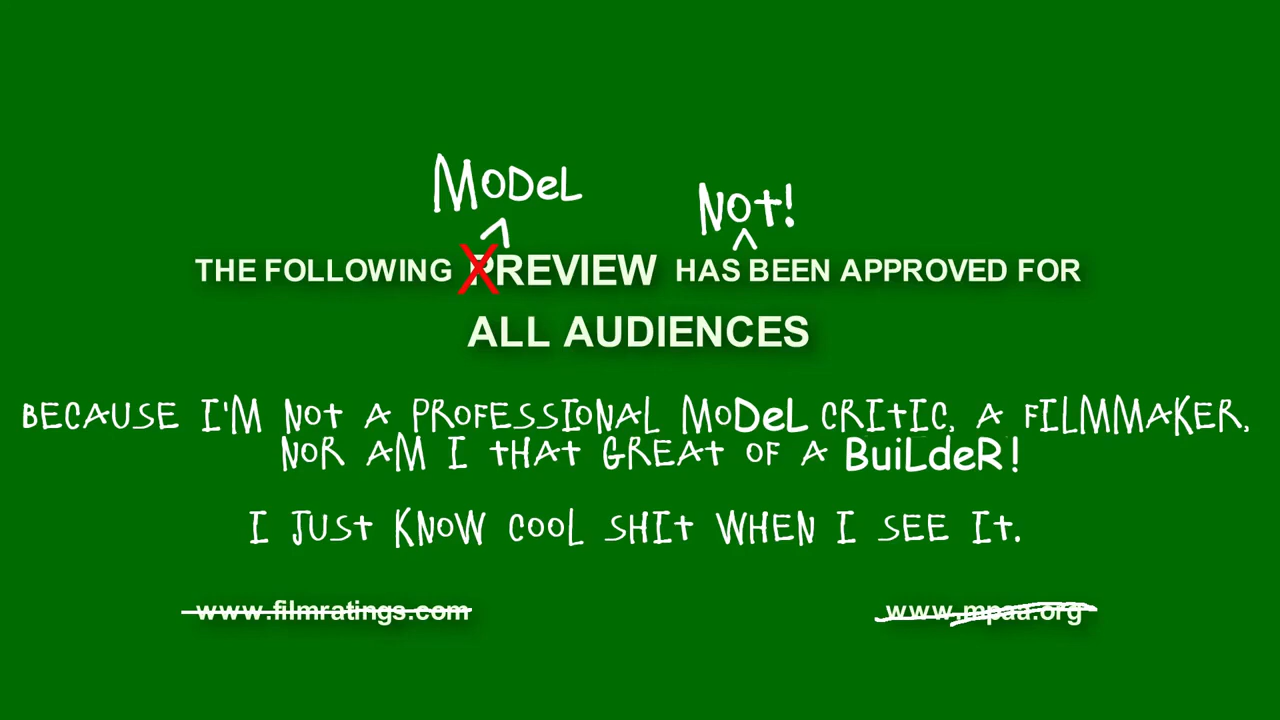 MoDeL
Not!
THE FOLLOWING PREVIEW HAS BEEN APPROVED FOR
ALL AUDIENCES
BECAUSE I'M NOt A PROFESSIONAL MoDeL CRItIC, A FILMMAKER,
NOR AM I tHAt GREAt OF A BuiLdeR!
I JUSt KNOW COOL SHIt WHEN I SEE It.
www.filmratings.com
www.mpaa.org